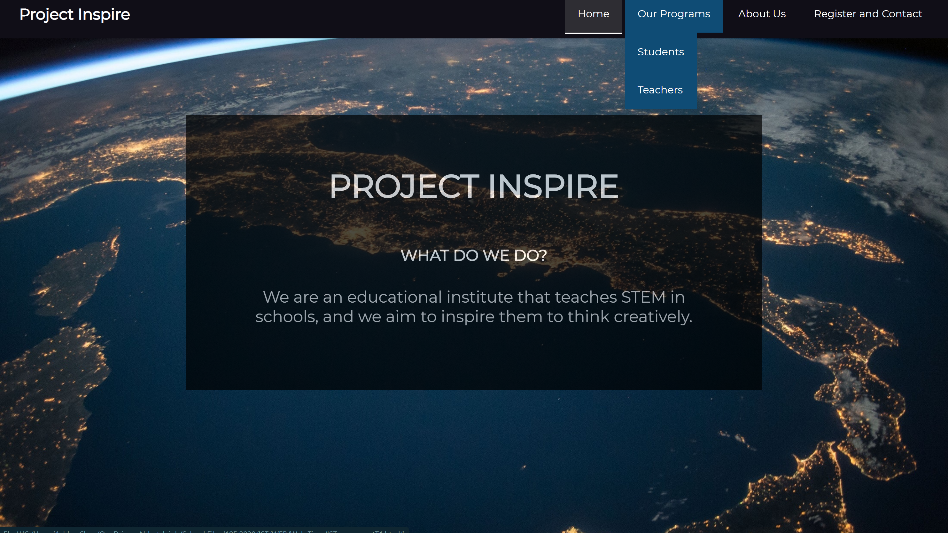 Project Inspire
Home
Our Programs
About Us
Register and Contact
Students
Teachers
PROJECT INSPIRE
WHAT DO WE DO?
We are an educational institute that teaches STEM in
schools, and we aim to inspire them to think creatively.